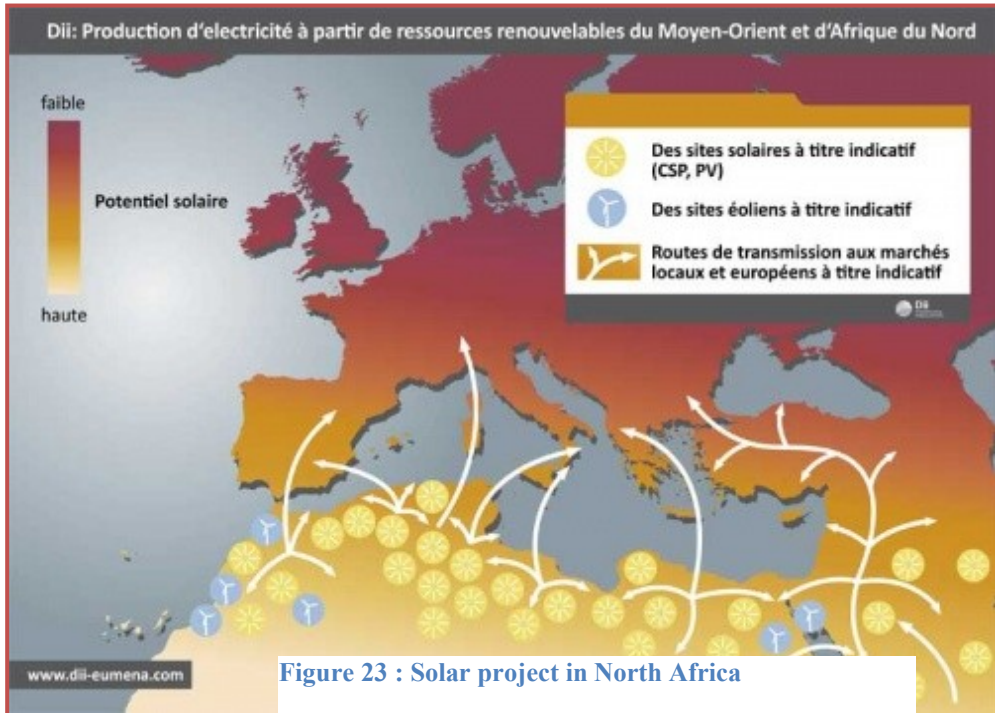 Dii: Production d'electricité à partir de ressources renouvelables du Moyen-Orient et d'Afrique du Nord
faible
Potentiel solaire
haute
Des sites solaires à titre indicatif
(CSP, PV)
Des sites éoliens à titre indicatif
Routes de transmission aux marchés
locaux et européens à titre indicatif
Dii
www.dii-eumena.com
Figure 23 : Solar project in North Africa